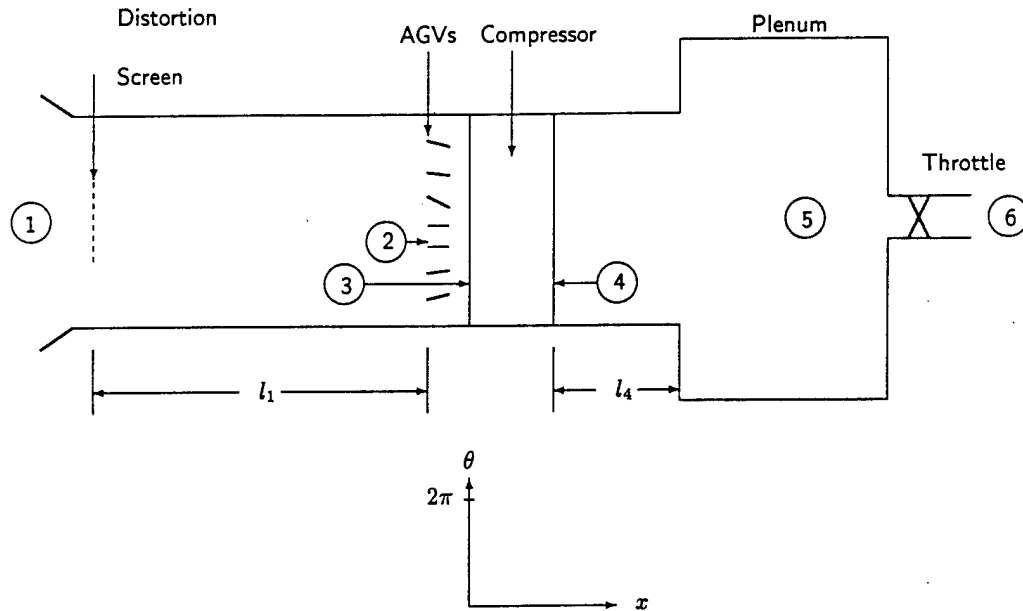 Distortion
Screen
AGVs
Compressor
Plenum
Throttle
1
2
3
4
5
6
l₁
l₄
θ
2π
x